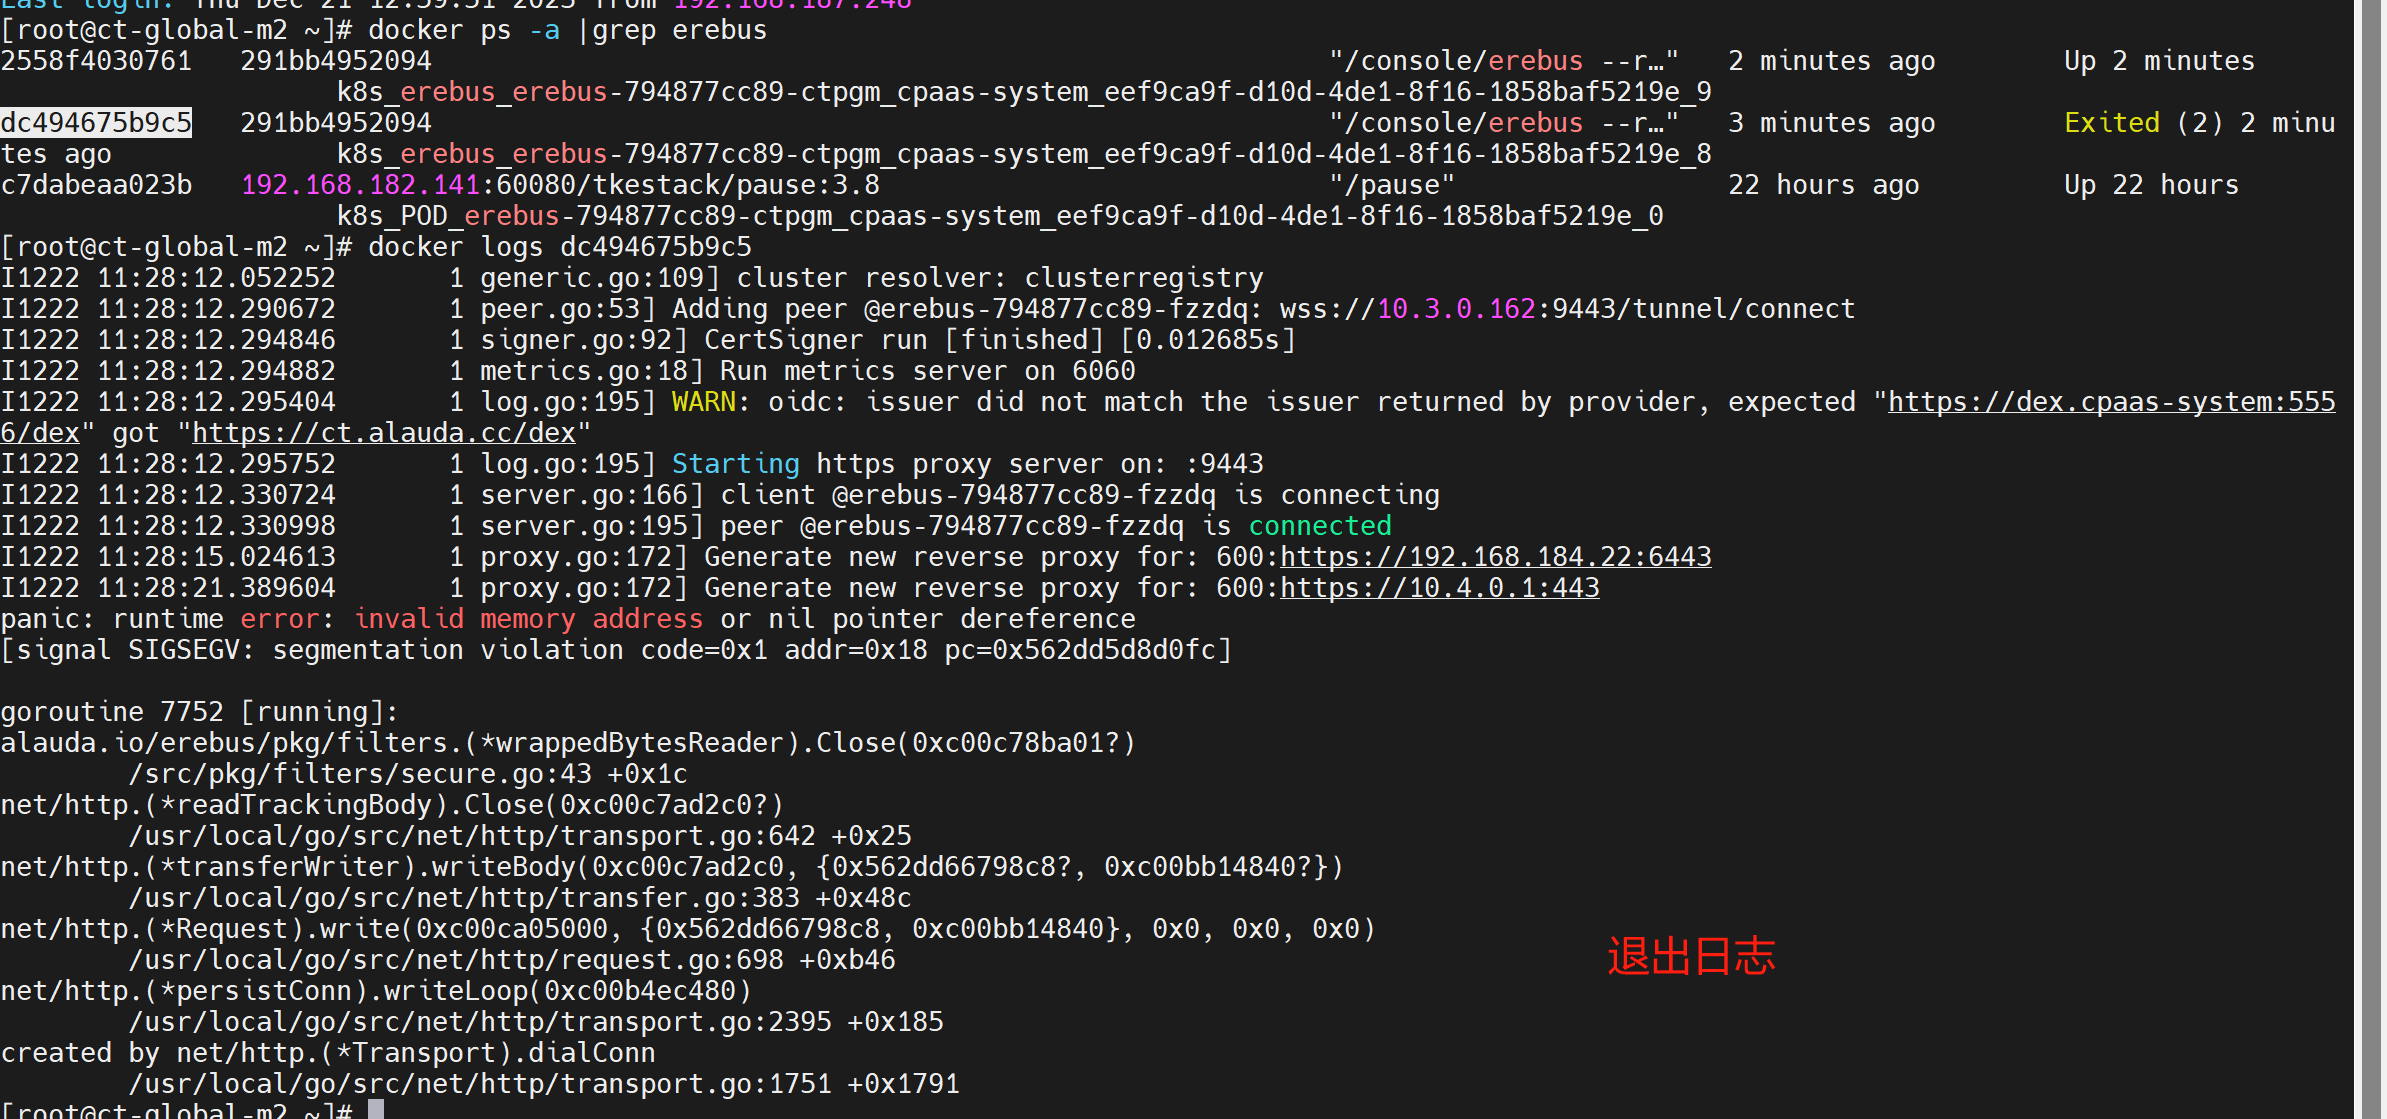 Last login: Thu Dec 21 12:59:51 2023 from 192.168.187.248
[root@ct-global-m2 ~]# docker ps -a |grep erebus
2558f4030761   291bb4952094                                                        "/console/erebus --r…"   2 minutes ago        Up 2 minutes
                     k8s_erebus_erebus-794877cc89-ctpgm_cpaas-system_eef9ca9f-d10d-4de1-8f16-1858baf5219e_9
dc494675b9c5   291bb4952094                                                        "/console/erebus --r…"   3 minutes ago        Exited (2) 2 minu
tes ago              k8s_erebus_erebus-794877cc89-ctpgm_cpaas-system_eef9ca9f-d10d-4de1-8f16-1858baf5219e_8
c7dabeaa023b   192.168.182.141:60080/tkestack/pause:3.8                            "/pause"                 22 hours ago         Up 22 hours
                     k8s_POD_erebus-794877cc89-ctpgm_cpaas-system_eef9ca9f-d10d-4de1-8f16-1858baf5219e_0
[root@ct-global-m2 ~]# docker logs dc494675b9c5
I1222 11:28:12.052252       1 generic.go:109] cluster resolver: clusterregistry
I1222 11:28:12.290672       1 peer.go:53] Adding peer @erebus-794877cc89-fzzdq: wss://10.3.0.162:9443/tunnel/connect
I1222 11:28:12.294846       1 signer.go:92] CertSigner run [finished] [0.012685s]
I1222 11:28:12.294882       1 metrics.go:18] Run metrics server on 6060
I1222 11:28:12.295404       1 log.go:195] WARN: oidc: issuer did not match the issuer returned by provider, expected "https://dex.cpaas-system:555
6/dex" got "https://ct.alauda.cc/dex"
I1222 11:28:12.295752       1 log.go:195] Starting https proxy server on: :9443
I1222 11:28:12.330724       1 server.go:166] client @erebus-794877cc89-fzzdq is connecting
I1222 11:28:12.330998       1 server.go:195] peer @erebus-794877cc89-fzzdq is connected
I1222 11:28:15.024613       1 proxy.go:172] Generate new reverse proxy for: 600:https://192.168.184.22:6443
I1222 11:28:21.389604       1 proxy.go:172] Generate new reverse proxy for: 600:https://10.4.0.1:443
panic: runtime error: invalid memory address or nil pointer dereference
[signal SIGSEGV: segmentation violation code=0x1 addr=0x18 pc=0x562dd5d8d0fc]
goroutine 7752 [running]:
alauda.io/erebus/pkg/filters.(*wrappedBytesReader).Close(0xc00c78ba01?)
        /src/pkg/filters/secure.go:43 +0x1c
net/http.(*readTrackingBody).Close(0xc00c7ad2c0?)
        /usr/local/go/src/net/http/transport.go:642 +0x25
net/http.(*transferWriter).writeBody(0xc00c7ad2c0, {0x562dd66798c8?, 0xc00bb14840?})
        /usr/local/go/src/net/http/transfer.go:383 +0x48c
net/http.(*Request).write(0xc00ca05000, {0x562dd66798c8, 0xc00bb14840}, 0x0, 0x0, 0x0)
        /usr/local/go/src/net/http/request.go:698 +0xb46
退出日志
net/http.(*persistConn).writeLoop(0xc00b4ec480)
        /usr/local/go/src/net/http/transport.go:2395 +0x185
created by net/http.(*Transport).dialConn
        /usr/local/go/src/net/http/transport.go:1751 +0x1791
[root@ct-global-m2 ~]#